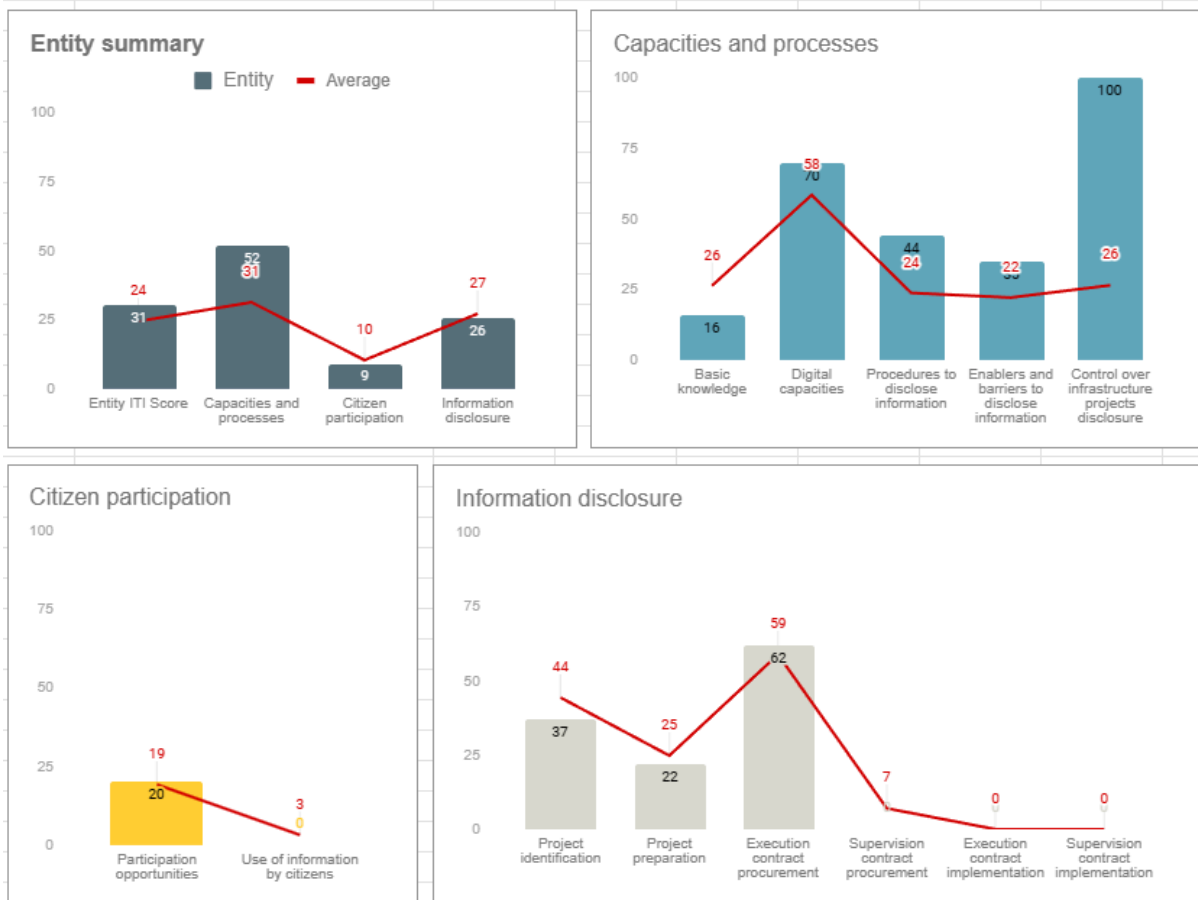 Entity summary
Entity
Average
100
75
50
25
0
24
31
52
31
10
9
27
26
Entity ITI Score
Capacities and
processes
Citizen
participation
Information
disclosure
Capacities and processes
100
75
50
25
0
26
16
58
70
44
24
22
35
26
100
Basic
knowledge
Digital
capacities
Procedures to
disclose
information
Enablers and
barriers to
disclose
information
Control over
infrastructure
projects
disclosure
Citizen participation
100
75
50
25
0
19
20
3
0
Participation
opportunities
Use of information
by citizens
Information disclosure
100
75
50
25
0
44
37
25
22
59
62
7
0
0
0
0
0
Project
identification
Project
preparation
Execution
contract
procurement
Supervision
contract
procurement
Execution
contract
implementation
Supervision
contract
implementation